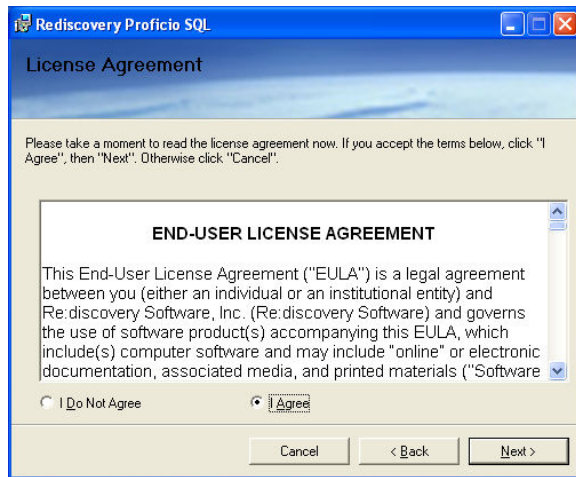 Rediscovery Proficio SQL
License Agreement
Please take a moment to read the license agreement now. If you accept the terms below, click "I
Agree", then "Next". Otherwise click "Cancel".
END-USER LICENSE AGREEMENT
This End-User License Agreement ("EULA") is a legal agreement
between you (either an individual or an institutional entity) and
Re:discovery Software, Inc. (Re:discovery Software) and governs
the use of software product(s) accompanying this EULA, which
include(s) computer software and may include "online" or electronic
documentation, associated media, and printed materials ("Software
I Do Not Agree
I Agree
Cancel
< Back
Next >